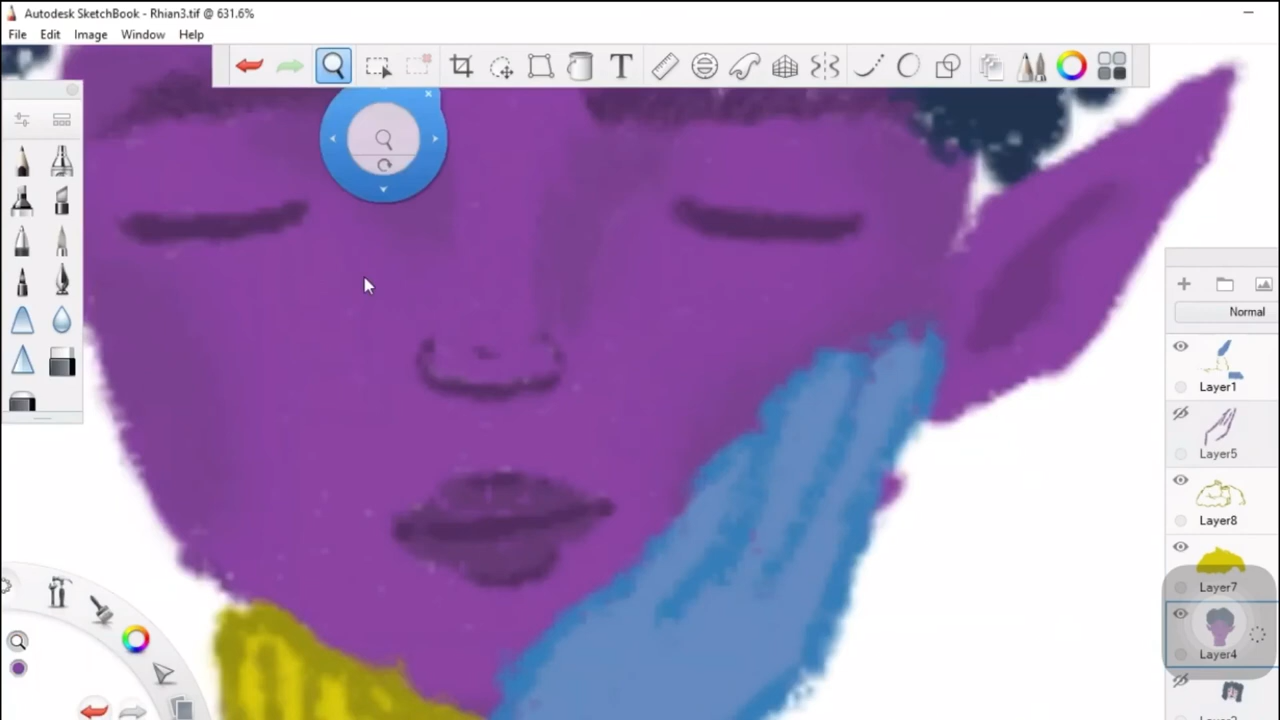 Autodesk SketchBook - Rhian3.tif @ 631.6%
File Edit Image Window Help
T
Normal
Layer1
Layer5
Layer8
Layer7
Layer4